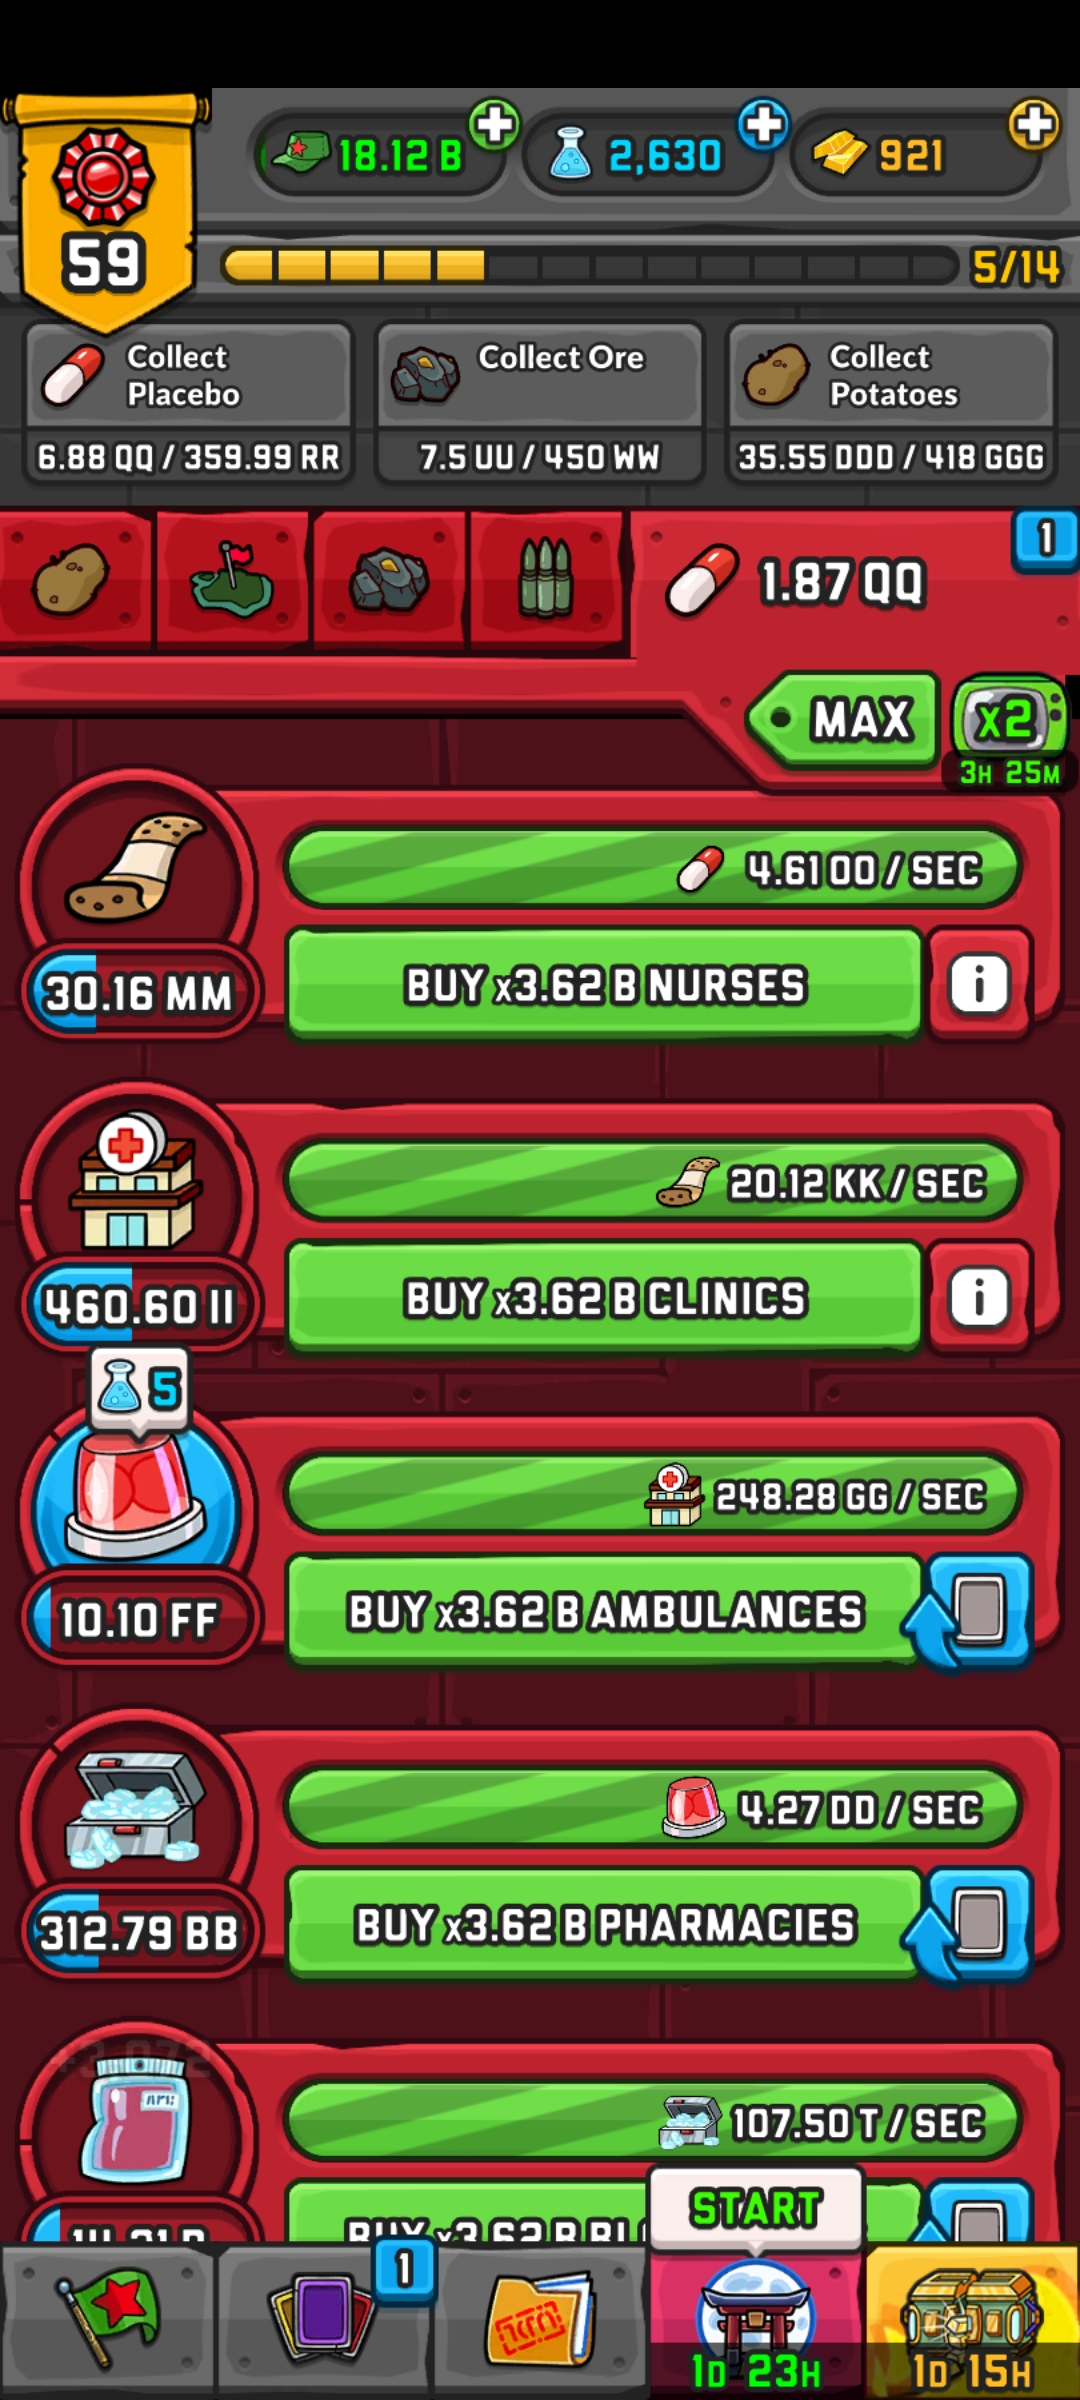 18.12 B
2,630
921
59
5/14
Collect
Placebo
6.88 QQ / 359.99 RR
Collect Ore
7.5 UU / 450 WW
Collect
Potatoes
35.55 DDD / 418 GGG
1.87 QQ
1
MAX
x2
3H 25M
4.61 OO / SEC
30.16 MM
BUY x3.62 B NURSES
i
20.12 KK / SEC
460.60 II
BUY x3.62 B CLINICS
i
5
248.28 GG / SEC
10.10 FF
BUY x3.62 B AMBULANCES
4.27 DD / SEC
312.79 BB
BUY x3.62 B PHARMACIES
+3,072
107.50 T / SEC
BUY x3.62 B
START
1
1D 23H
1D 15H